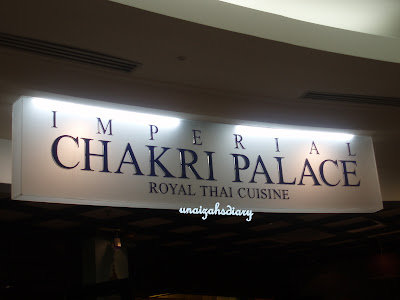 IMPERIAL
CHAKRI PALACE
ROYAL THAI CUISINE
unaizahsdiary